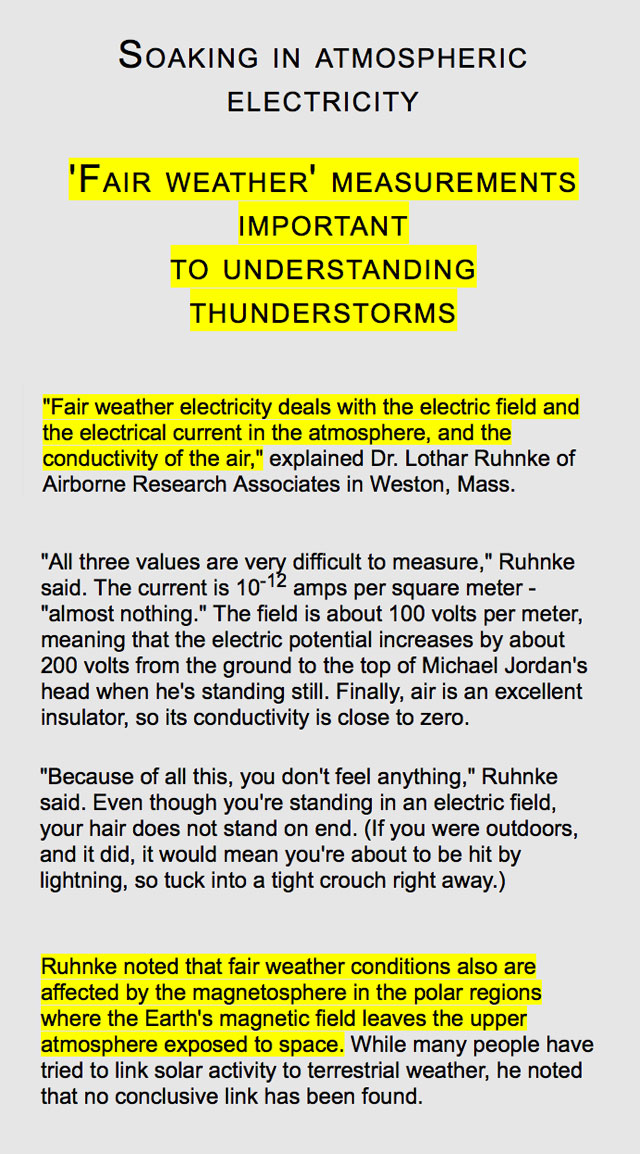 SOAKING IN ATMOSPHERIC
ELECTRICITY
'FAIR WEATHER' MEASUREMENTS
IMPORTANT
TO UNDERSTANDING
THUNDERSTORMS
"Fair weather electricity deals with the electric field and
the electrical current in the atmosphere, and the
conductivity of the air," explained Dr. Lothar Ruhnke of
Airborne Research Associates in Weston, Mass.
"All three values are very difficult to measure," Ruhnke
said. The current is 10-12 amps per square meter -
"almost nothing." The field is about 100 volts per meter,
meaning that the electric potential increases by about
200 volts from the ground to the top of Michael Jordan's
head when he's standing still. Finally, air is an excellent
insulator, so its conductivity is close to zero.
"Because of all this, you don't feel anything," Ruhnke
said. Even though you're standing in an electric field,
your hair does not stand on end. (If you were outdoors,
and it did, it would mean you're about to be hit by
lightning, so tuck into a tight crouch right away.)
Ruhnke noted that fair weather conditions also are
affected by the magnetosphere in the polar regions
where the Earth's magnetic field leaves the upper
atmosphere exposed to space. While many people have
tried to link solar activity to terrestrial weather, he noted
that no conclusive link has been found.